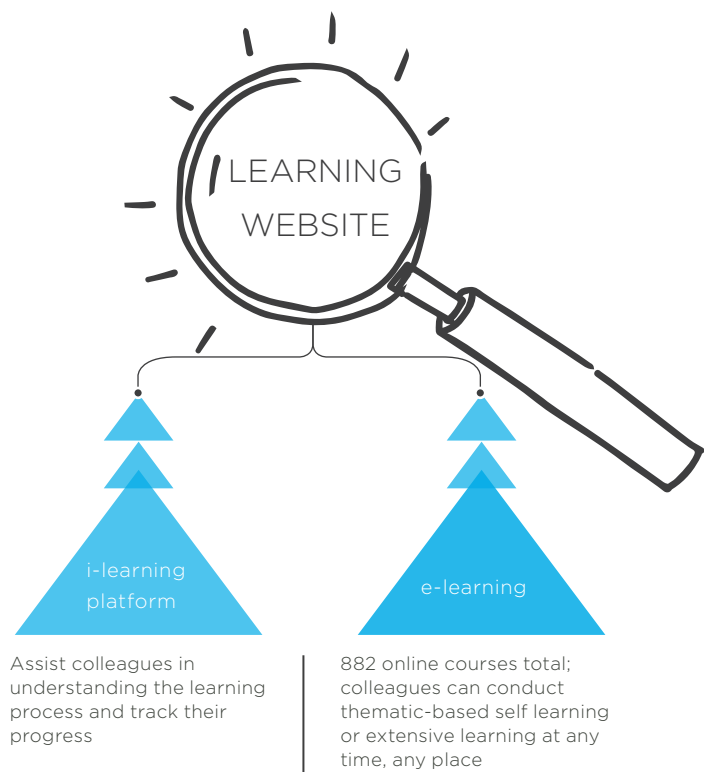 LEARNING
WEBSITE
i-learning
platform
e-learning
Assist colleagues in
understanding the learning
process and track their
progress
882 online courses total;
colleagues can conduct
thematic-based self learning
or extensive learning at any
time, any place